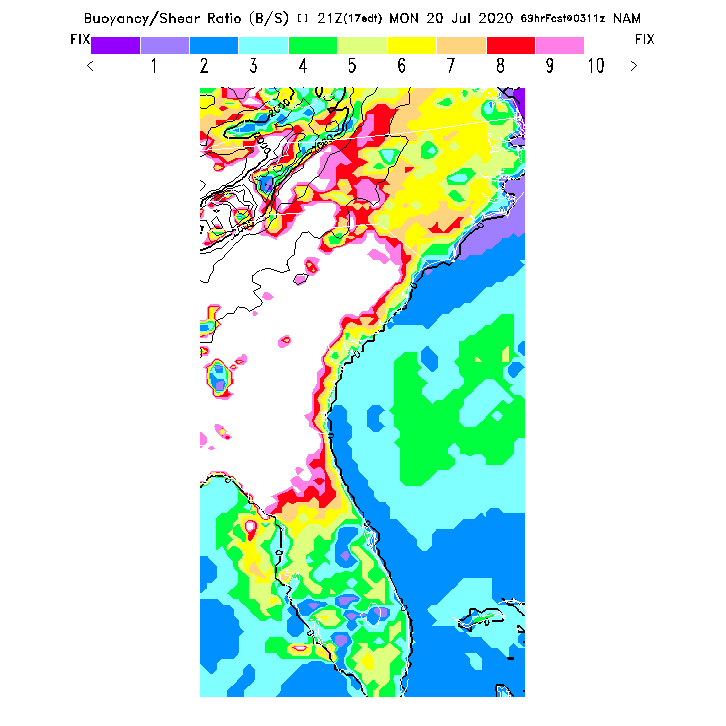 Buoyancy/Shear Ratio (B/S) [] 21Z(17edt) MON 20 Jul 2020 69hrFcst@0311z NAM
FIX FIX
< 1 2 3 4 5 6 7 8 9 10 >
2000